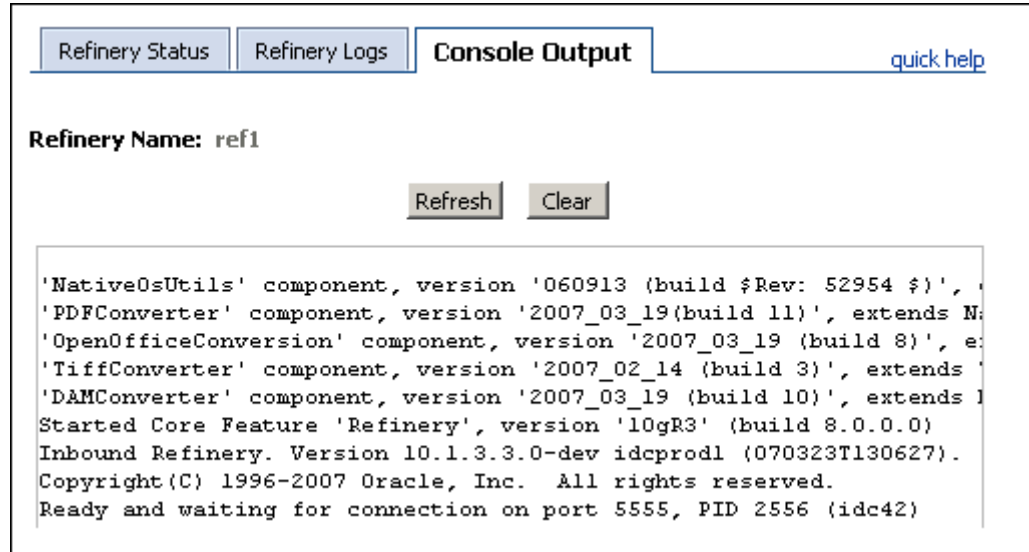 Refinery Status Refinery Logs Console Output quick help
Refinery Name: ref1
Refresh Clear
'NativeOsUtils' component, version '060913 (build $Rev: 52954 $)',
'PDFConverter' component, version '2007_03_19(build 11)', extends
'OpenOfficeConversion' component, version '2007_03_19 (build 8)',
'TiffConverter' component, version '2007_02_14 (build 3)', extends
'DAMConverter' component, version '2007_03_19 (build 10)', extends
Started Core Feature 'Refinery', version '10gR3' (build 8.0.0.0)
Inbound Refinery. Version 10.1.3.3.0-dev idcprod1 (070323T130627).
Copyright(C) 1996-2007 Oracle, Inc.  All rights reserved.
Ready and waiting for connection on port 5555, PID 2556 (idc42)